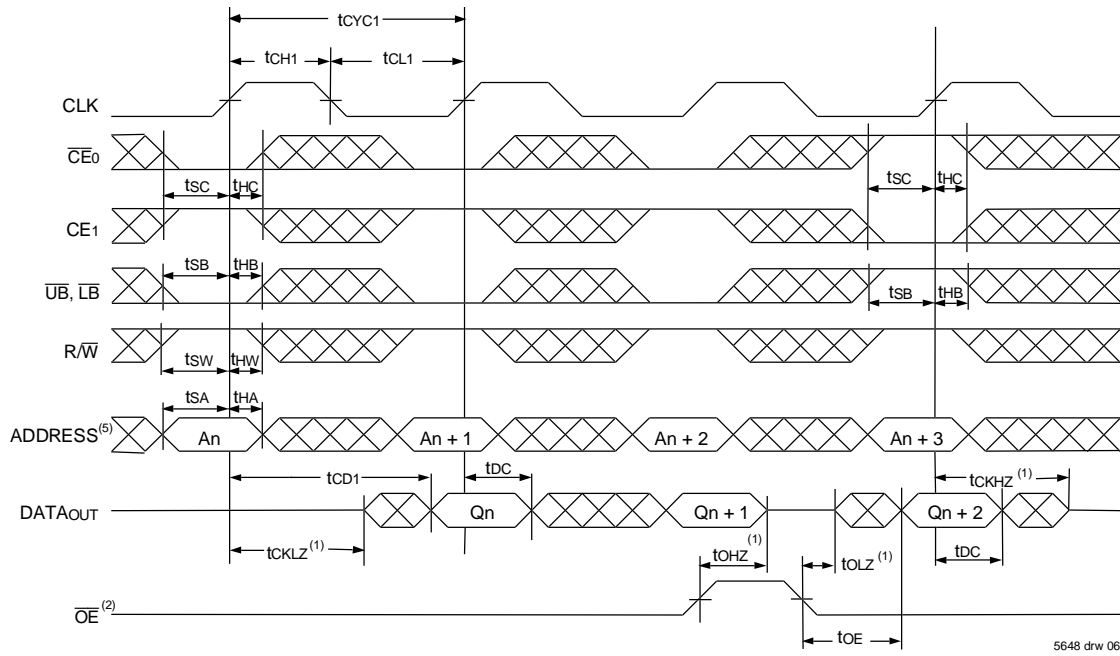 tCYC1
tCH1 tCL1
CLK
CE0
tSC tHC tSC tHC
CE1
tSB tHB
UB, LB
tSB tHB
R/W
tSW tHW
tSA tHA
ADDRESS(5) An An + 1 An + 2 An + 3
tCD1 tDC tCKHZ(1)
DATAOUT Qn Qn + 1 Qn + 2
tCKLZ(1) tOHZ(1) tOLZ(1) tDC
OE(2)
tOE
5648 drw 06